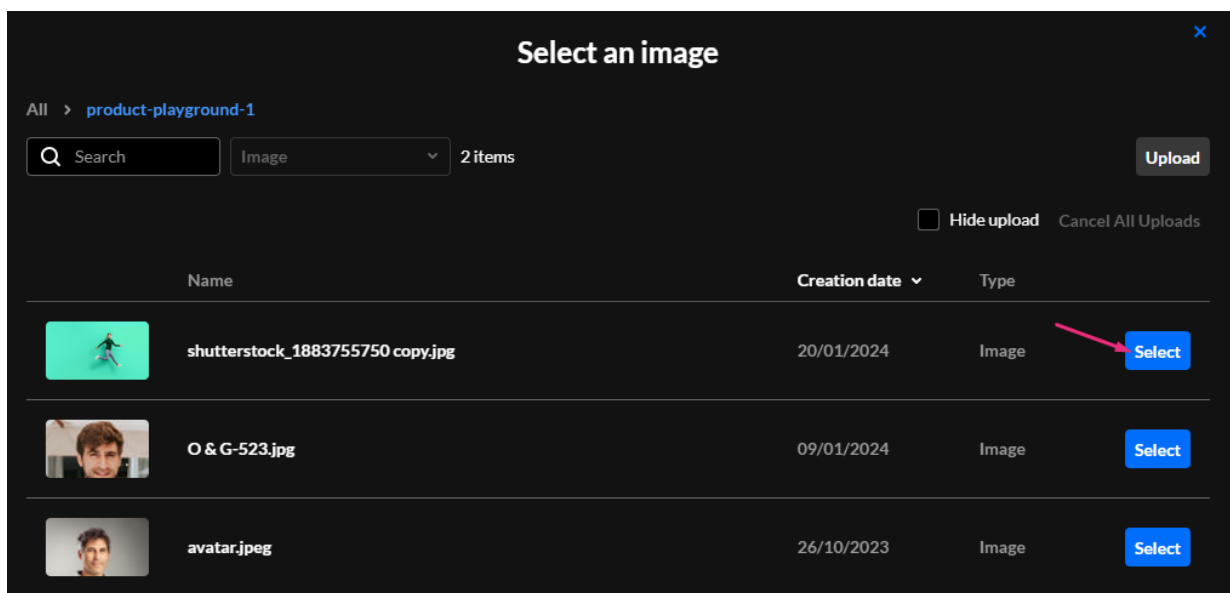 Select an image
All > product-playground-1
Search Image 2 items Upload
Hide upload Cancel All Uploads
Name Creation date Type
shutterstock_1883755750 copy.jpg 20/01/2024 Image Select
O & G-523.jpg 09/01/2024 Image Select
avatar.jpeg 26/10/2023 Image Select